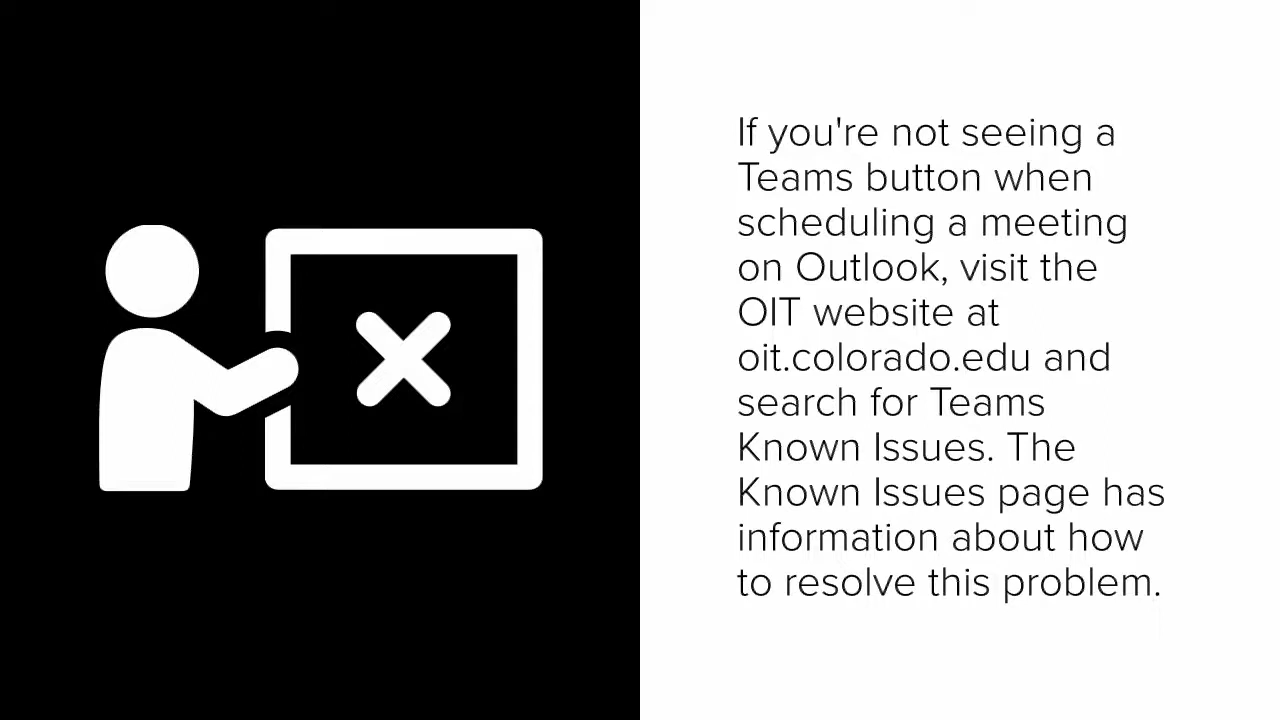 If you're not seeing a
Teams button when
scheduling a meeting
on Outlook, visit the
OIT website at
oit.colorado.edu and
search for Teams
Known Issues. The
Known Issues page has
information about how
to resolve this problem.